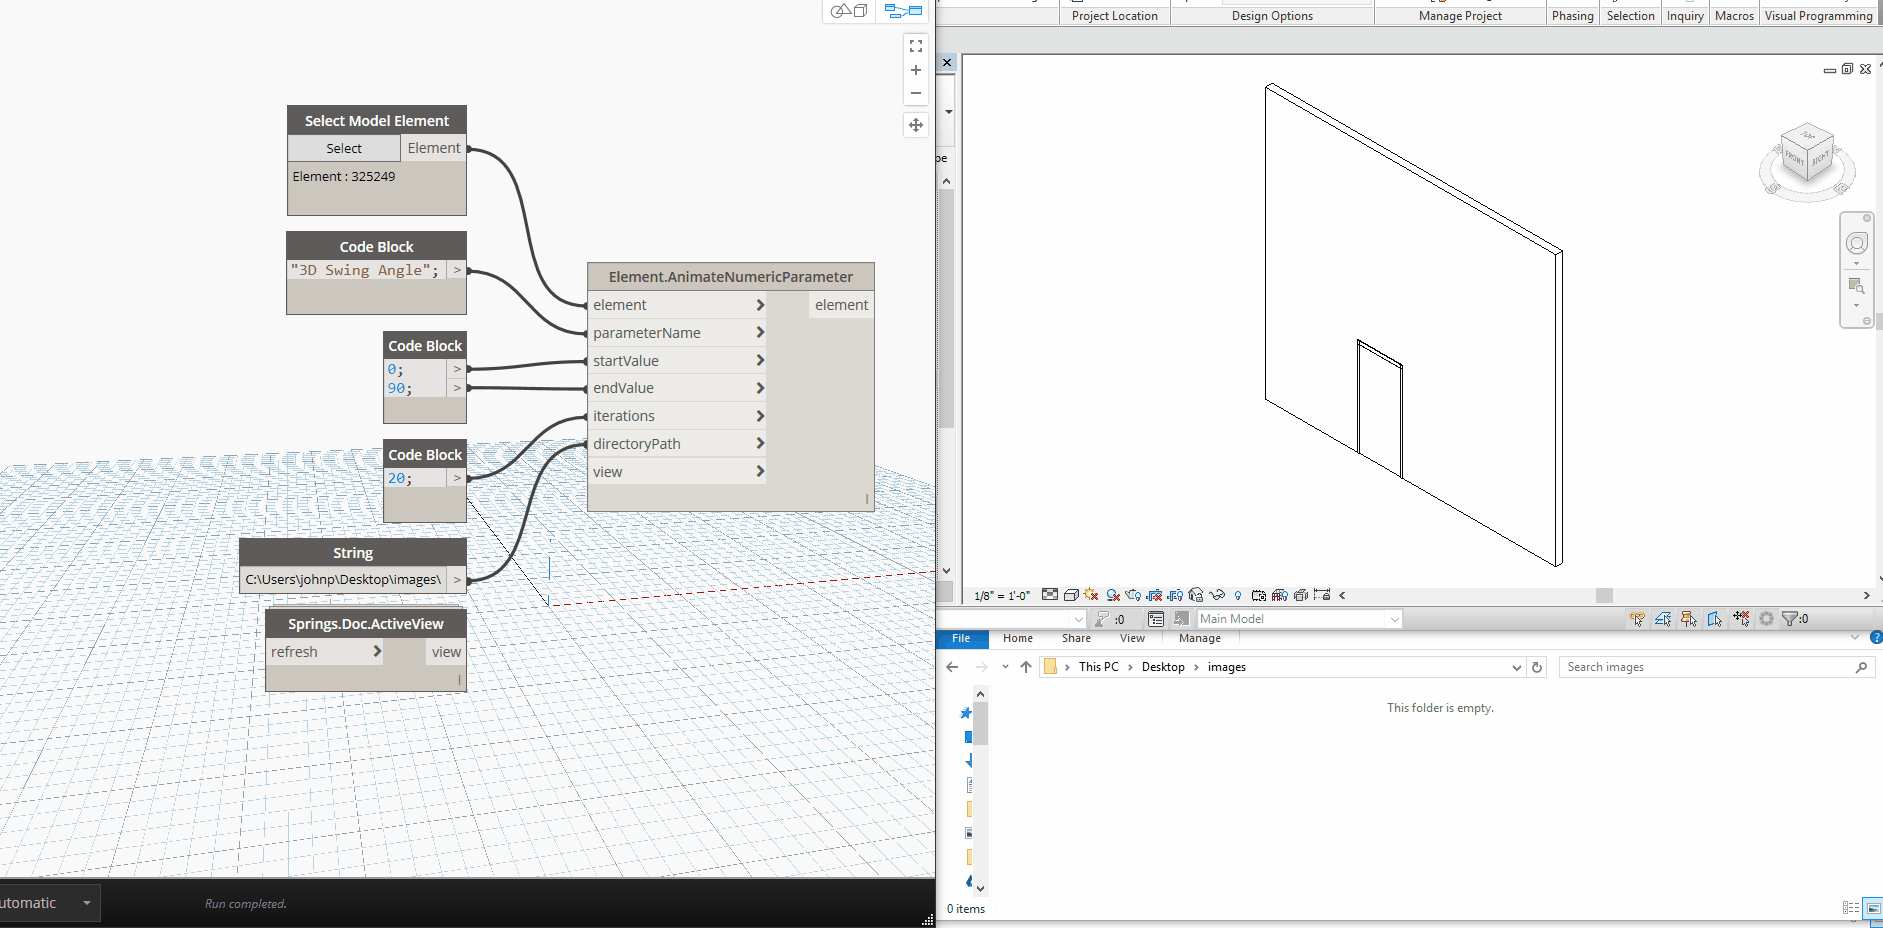 Select Model Element
Select
Element
Element : 325249
Code Block
"3D Swing Angle";
>
Code Block
0;
>
90;
>
Code Block
20;
>
String
C:\Users\johnp\Desktop\images\
>
Springs.Doc.ActiveView
refresh
view
Element.AnimateNumericParameter
element
element
parameterName
startValue
endValue
iterations
directoryPath
view
utomatic
Run completed.
Project Location
Design Options
Manage Project
Phasing
Selection
Inquiry
Macros
Visual Programming
pe
TOP
FRONT
RIGHT
1/8" = 1'-0"
:0
Main Model
:0
File
Home
Share
View
Manage
This PC
Desktop
images
Search images
This folder is empty.
0 items